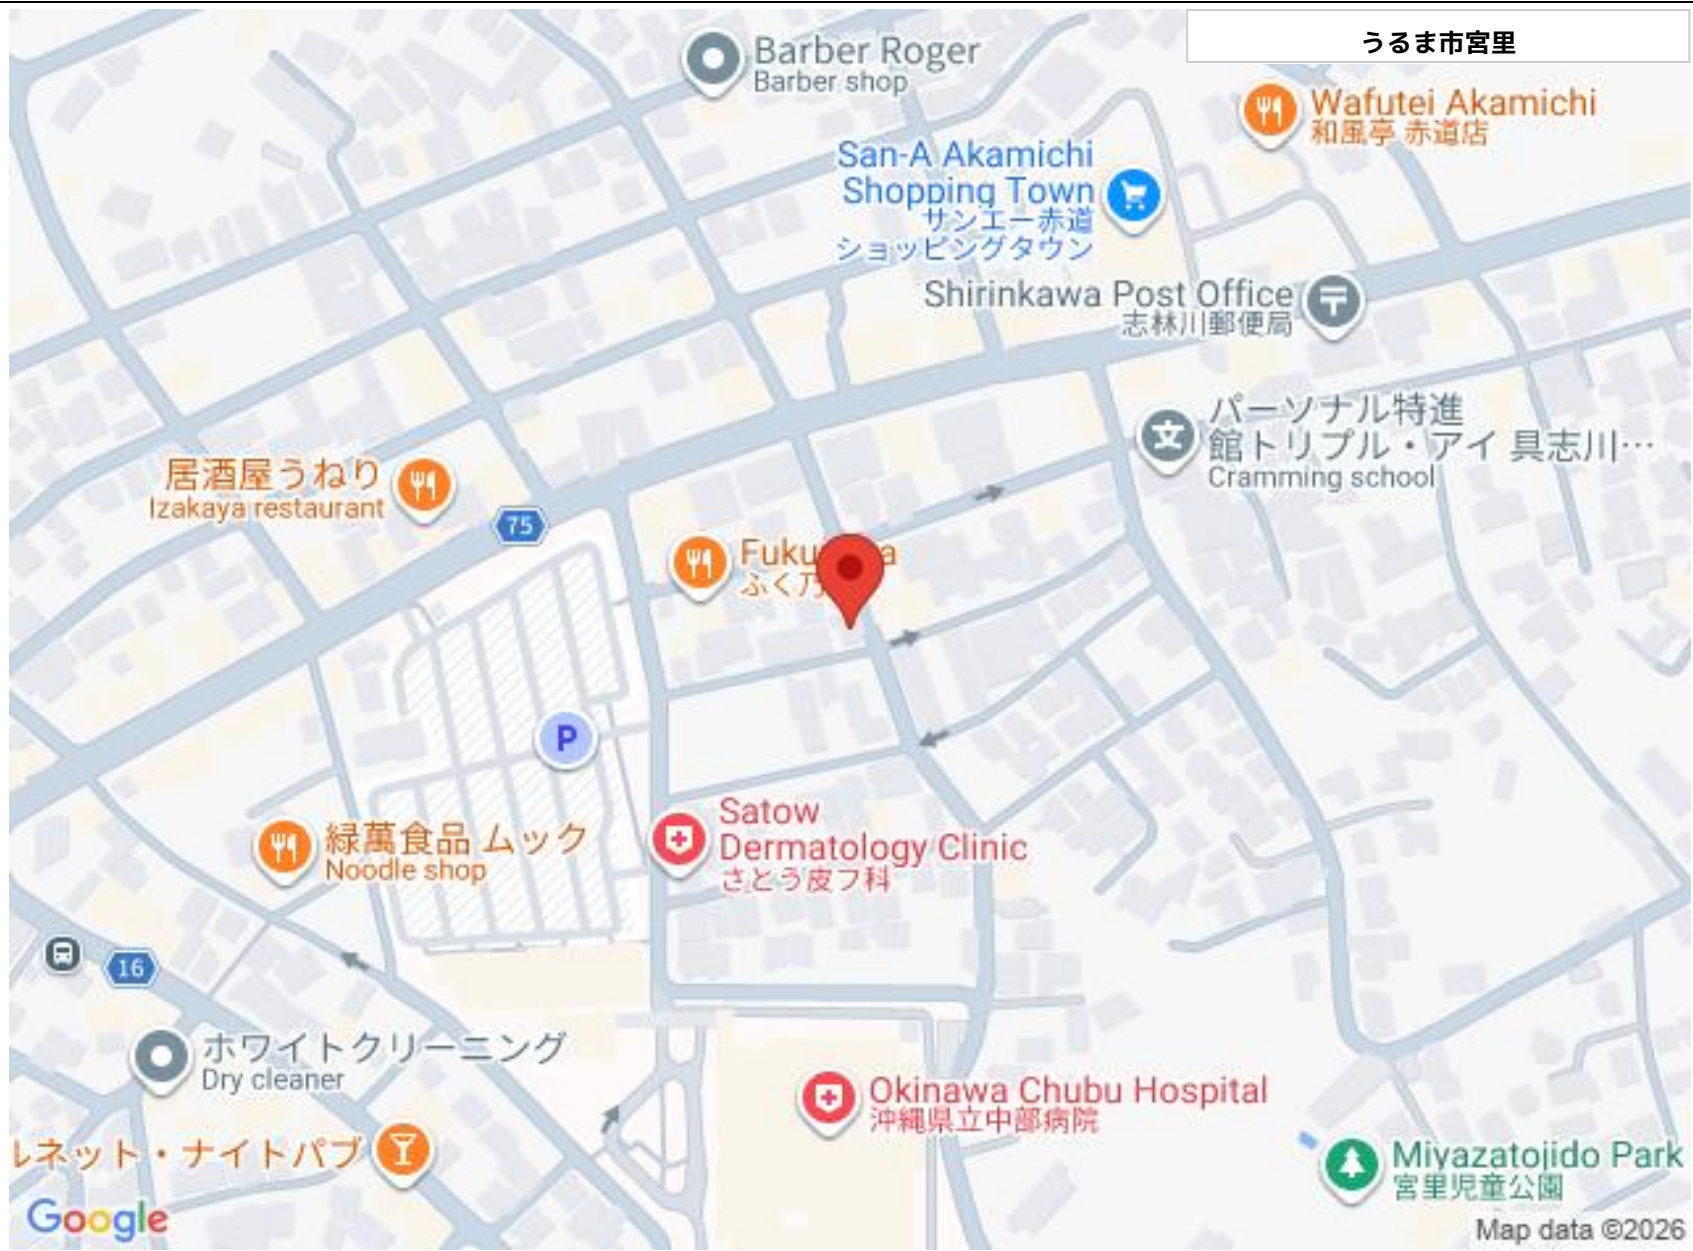 うるま市宮里
Barber Roger
Barber shop
Wafutei Akamichi
和風亭 赤道店
San-A Akamichi
Shopping Town
サンエー赤道
ショッピングタウン
Shirinkawa Post Office
志林川郵便局
パーソナル特進
館トリプル・アイ 具志川…
Cramming school
居酒屋うねり
Izakaya restaurant
75
ふく乃
P
Satow
Dermatology Clinic
さとう皮フ科
緑萬食品 ムック
Noodle shop
16
ホワイトクリーニング
Dry cleaner
Okinawa Chubu Hospital
沖縄県立中部病院
ルネット・ナイトパブ
Miyazatojido Park
宮里児童公園
Google
Map data ©2026